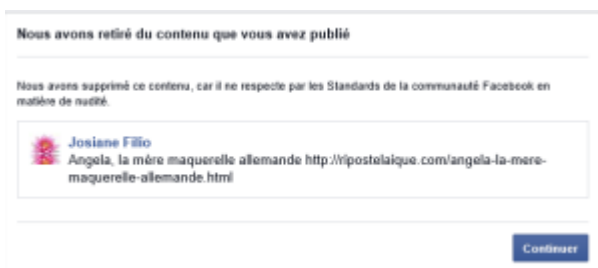 Nous avons retiré du contenu que vous avez publié
Nous avons supprimé ce contenu, car il ne respecte par les Standards de la communauté Facebook en
matière de nudité.
Josiane Filio
Angela, la mère maquerelle allemande http://ripostelaique.com/angela-la-mere-
maquerelle-allemande.html
Continuer